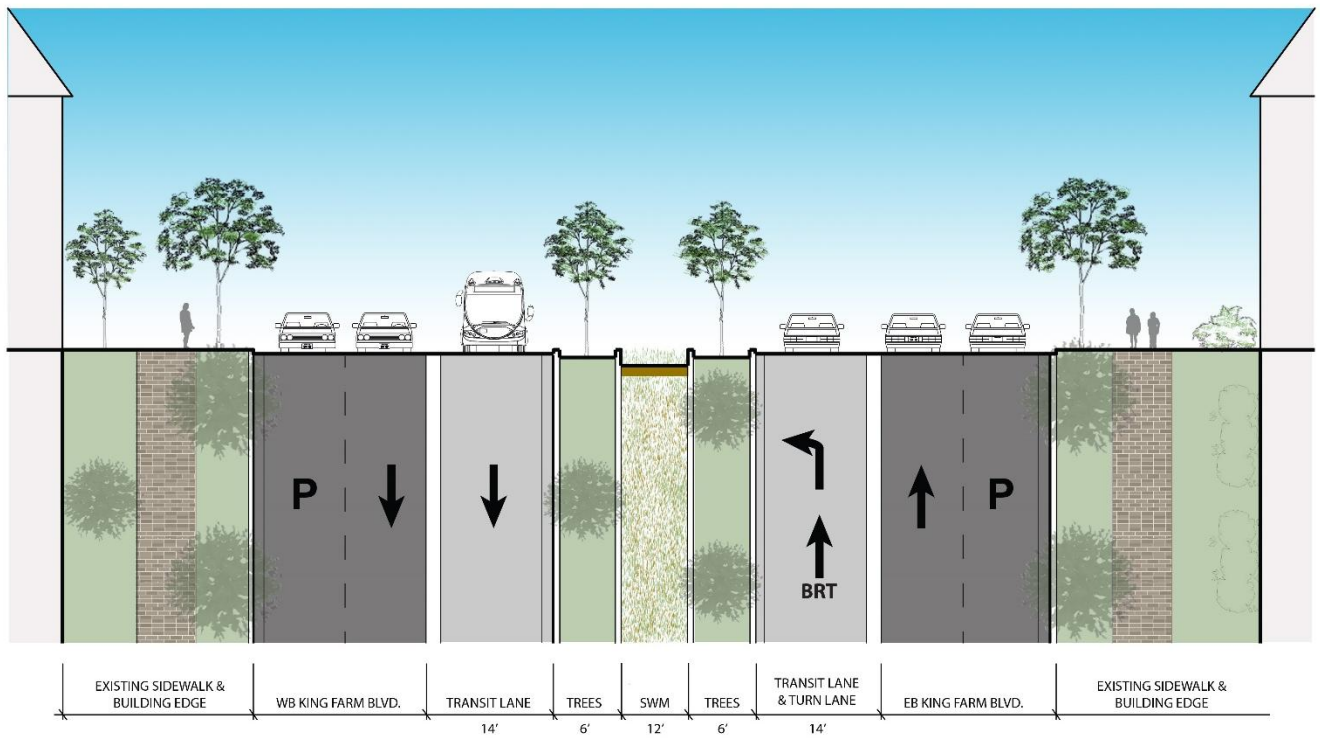 P
P
BRT
EXISTING SIDEWALK &
BUILDING EDGE
WB KING FARM BLVD.
TRANSIT LANE
TREES
SWM
TREES
TRANSIT LANE
& TURN LANE
EB KING FARM BLVD.
EXISTING SIDEWALK &
BUILDING EDGE
14' 6' 12' 6' 14'